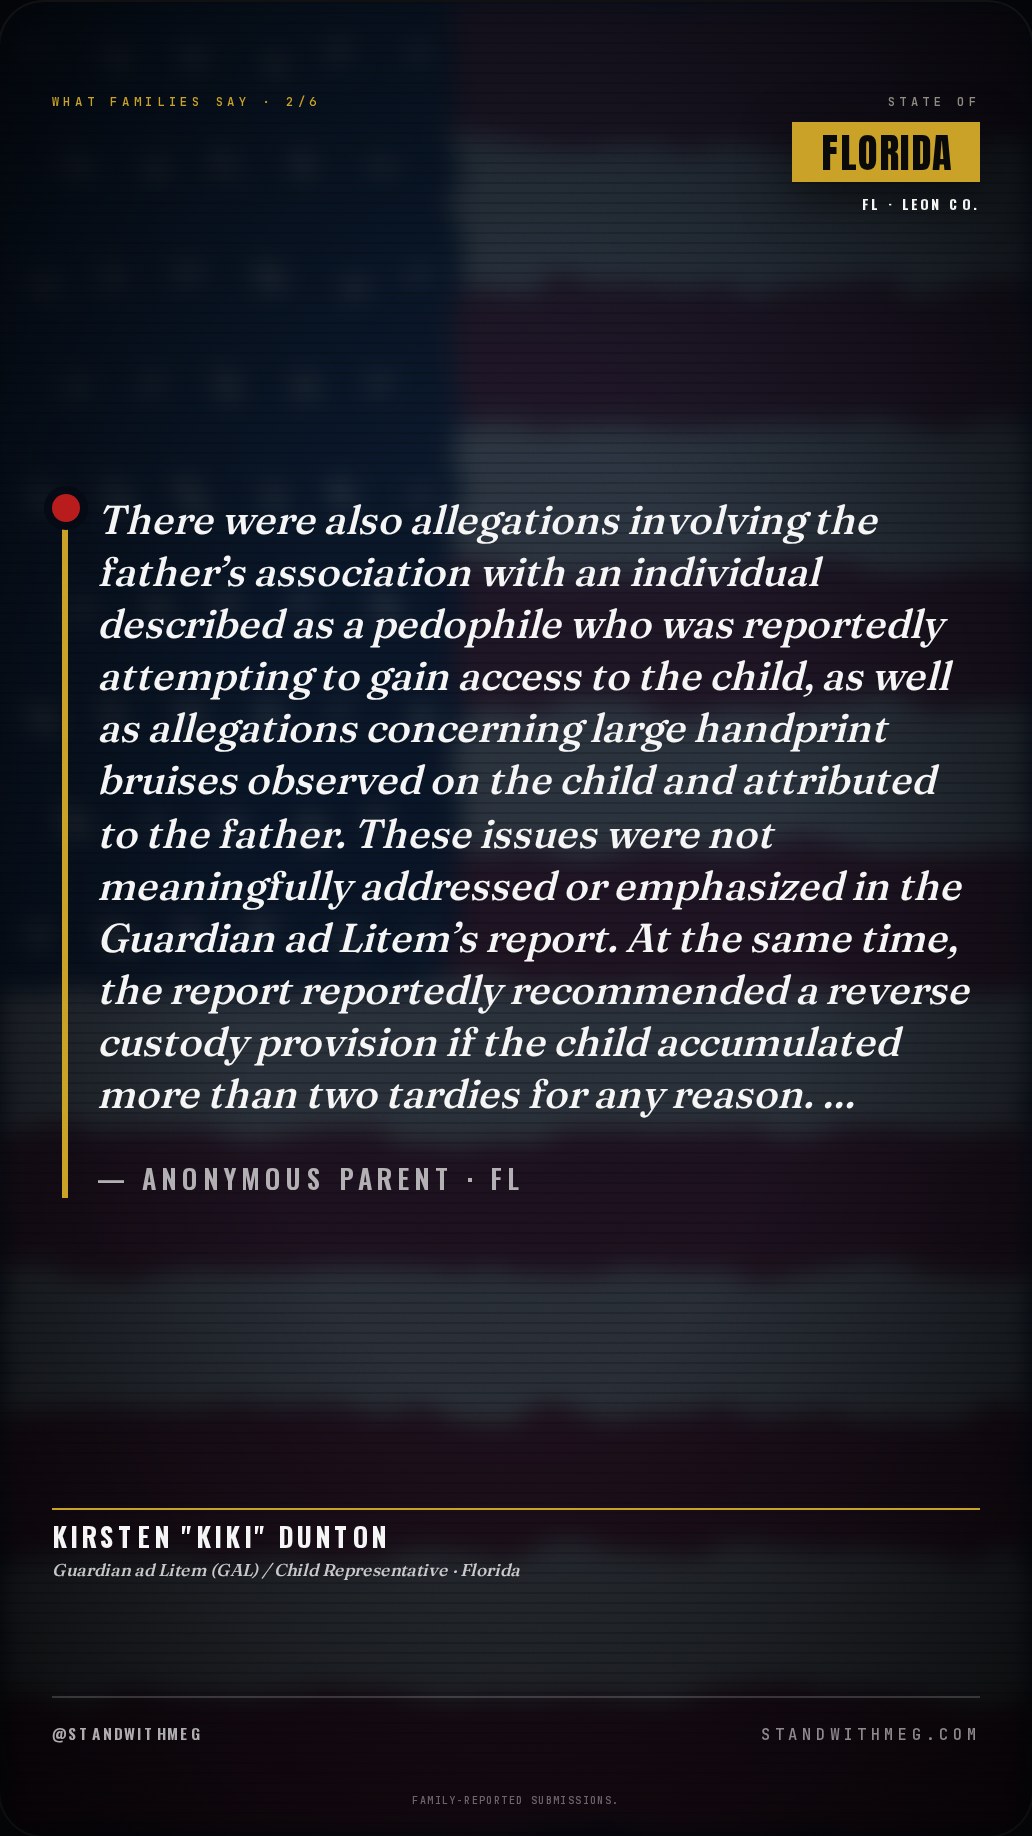 WHAT FAMILIES SAY · 2/6
STATE OF
FLORIDA
FL · LEON CO.
There were also allegations involving the
father’s association with an individual
described as a pedophile who was reportedly
attempting to gain access to the child, as well
as allegations concerning large handprint
bruises observed on the child and attributed
to the father. These issues were not
meaningfully addressed or emphasized in the
Guardian ad Litem’s report. At the same time,
the report reportedly recommended a reverse
custody provision if the child accumulated
more than two tardies for any reason. ...
— ANONYMOUS PARENT · FL
KIRSTEN "KIKI" DUNTON
Guardian ad Litem (GAL) / Child Representative · Florida
@STANDWITHMEG
STANDWITHMEG.COM
FAMILY-REPORTED SUBMISSIONS.